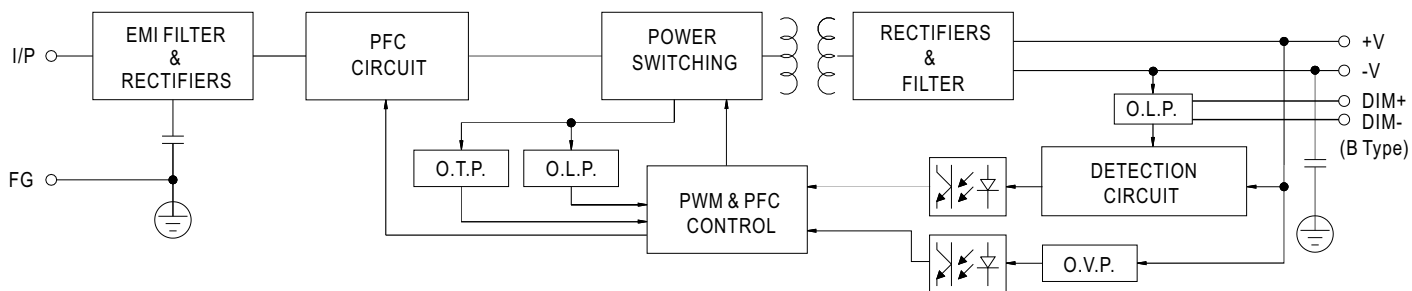 I/P
EMI FILTER
&
RECTIFIERS
PFC
CIRCUIT
POWER
SWITCHING
RECTIFIERS
&
FILTER
+V
-V
O.L.P.
DIM+
DIM-
(B Type)
FG
O.T.P.
O.L.P.
PWM & PFC
CONTROL
DETECTION
CIRCUIT
O.V.P.